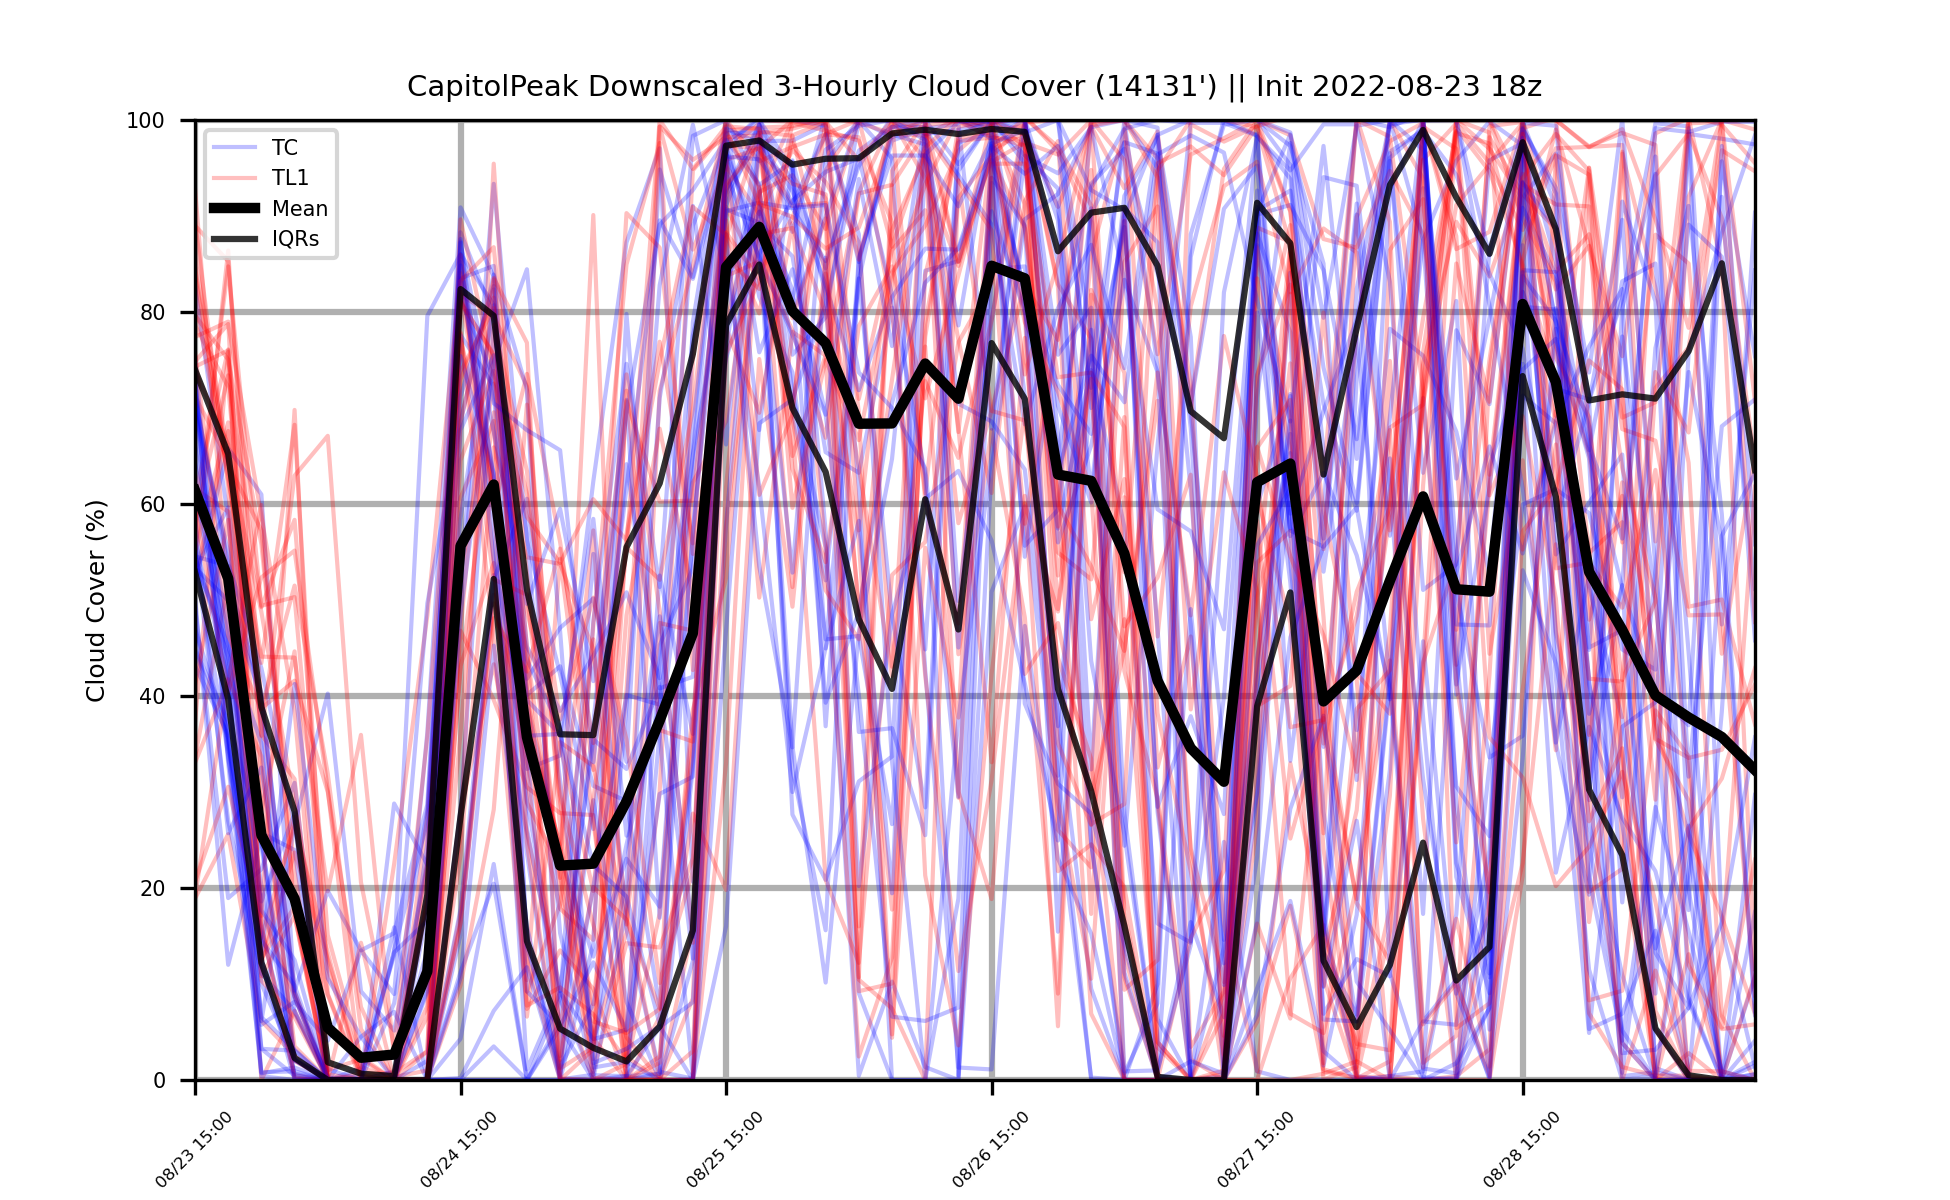 CapitolPeak Downscaled 3-Hourly Cloud Cover (14131') || Init 2022-08-23 18z
100
80
60
40
20
0
Cloud Cover (%)
TC
TL1
Mean
IQRs
08/23 15:00
08/24 15:00
08/25 15:00
08/26 15:00
08/27 15:00
08/28 15:00